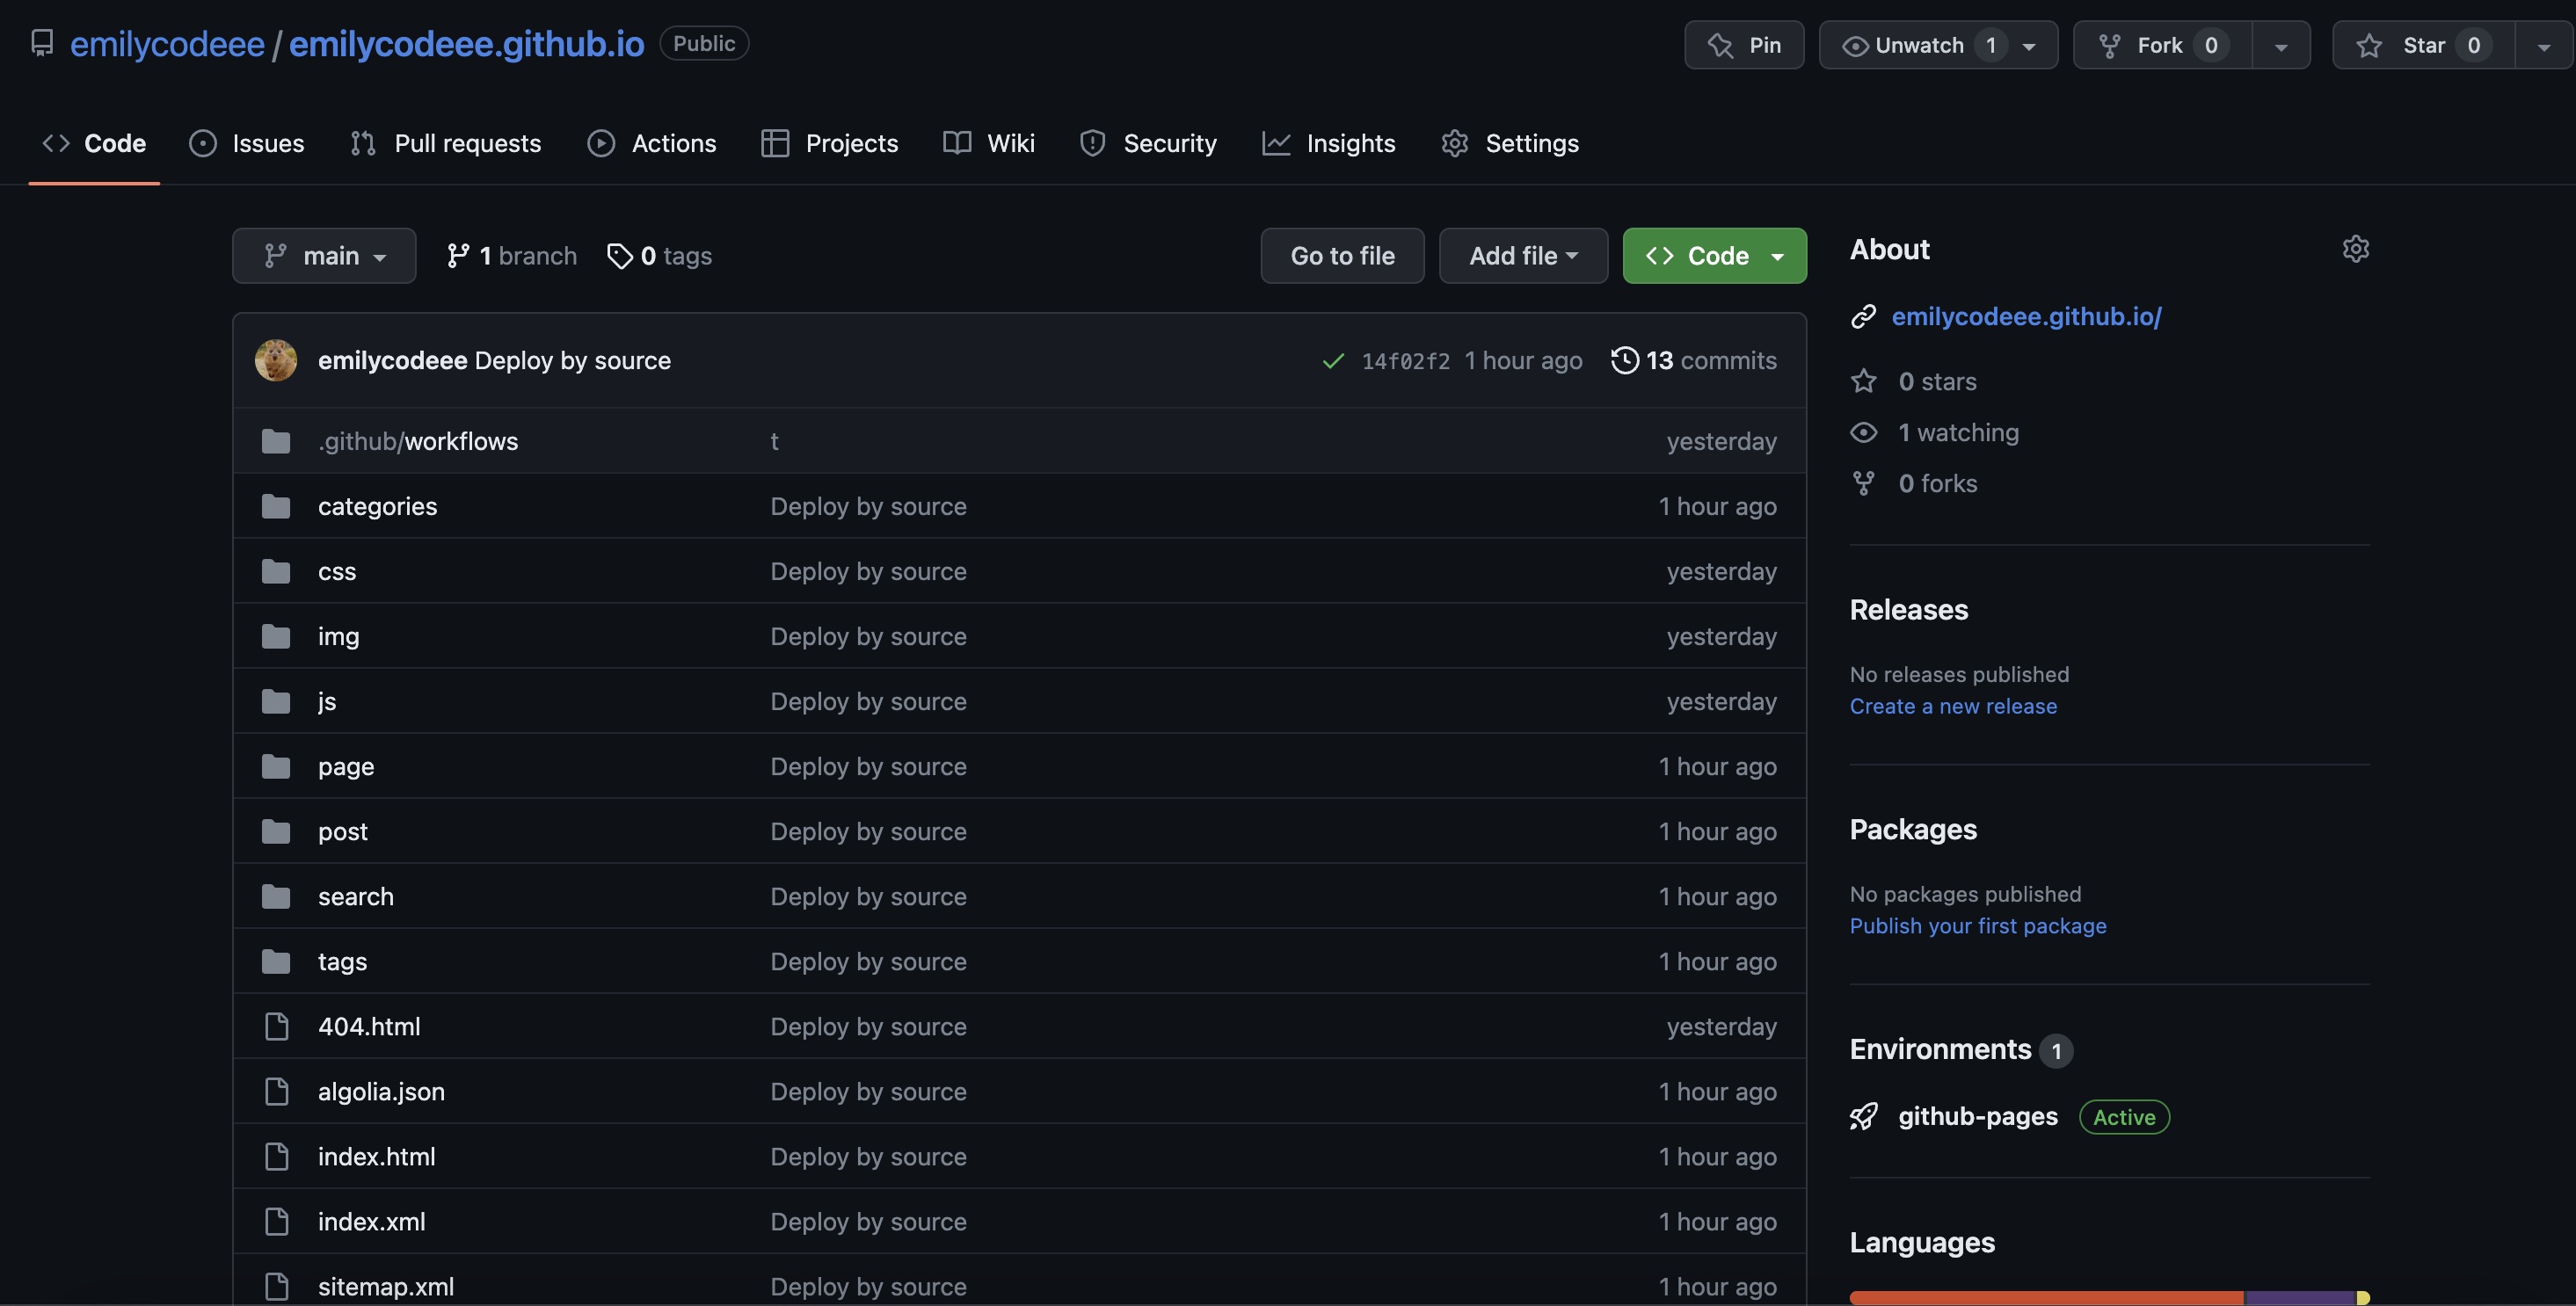 emilycodeee / emilycodeee.github.io Public
Pin
Unwatch 1
Fork 0
Star 0
Code
Issues
Pull requests
Actions
Projects
Wiki
Security
Insights
Settings
main
1 branch
0 tags
Go to file
Add file
Code
emilycodeee Deploy by source 14f02f2 1 hour ago 13 commits
.github/workflows t yesterday
categories Deploy by source 1 hour ago
css Deploy by source yesterday
img Deploy by source yesterday
js Deploy by source yesterday
page Deploy by source 1 hour ago
post Deploy by source 1 hour ago
search Deploy by source 1 hour ago
tags Deploy by source 1 hour ago
404.html Deploy by source yesterday
algolia.json Deploy by source 1 hour ago
index.html Deploy by source 1 hour ago
index.xml Deploy by source 1 hour ago
sitemap.xml Deploy by source 1 hour ago
About
emilycodeee.github.io/
0 stars
1 watching
0 forks
Releases
No releases published
Create a new release
Packages
No packages published
Publish your first package
Environments 1
github-pages Active
Languages